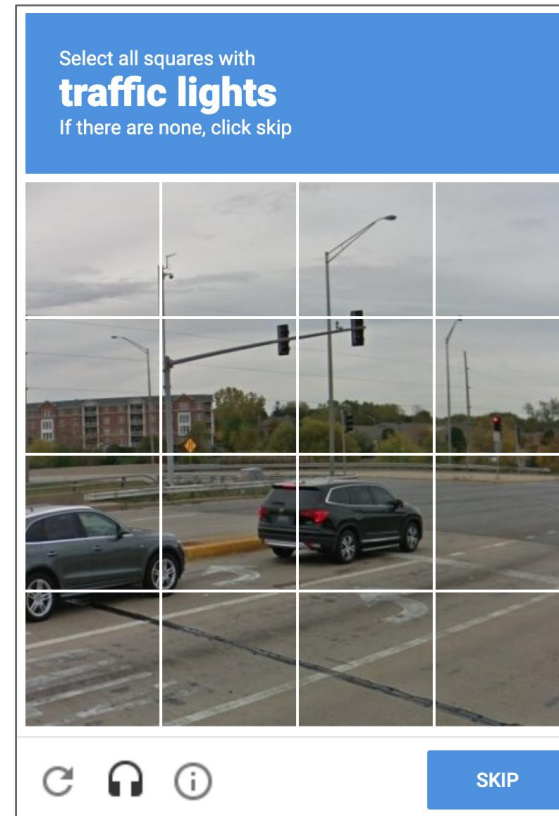 Select all squares with
traffic lights
If there are none, click skip
SKIP